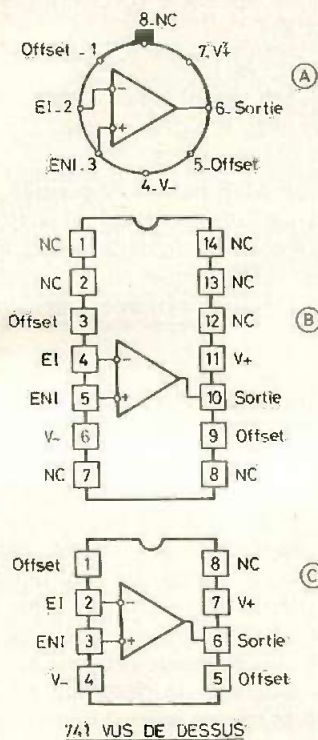 8_NC
Offset _ 1
7_V+
A
EI_2
6_Sortie
ENI_3
5_Offset
4_V-
- +
NC 1 14 NC
NC 2 13 NC
Offset 3 12 NC
B
EI 4 - 11 V+
ENI 5 + 10 Sortie
V- 6 9 Offset
NC 7 8 NC
Offset 1 8 NC
C
EI 2 - 7 V+
ENI 3 + 6 Sortie
V- 4 5 Offset
741 VUS DE DESSUS